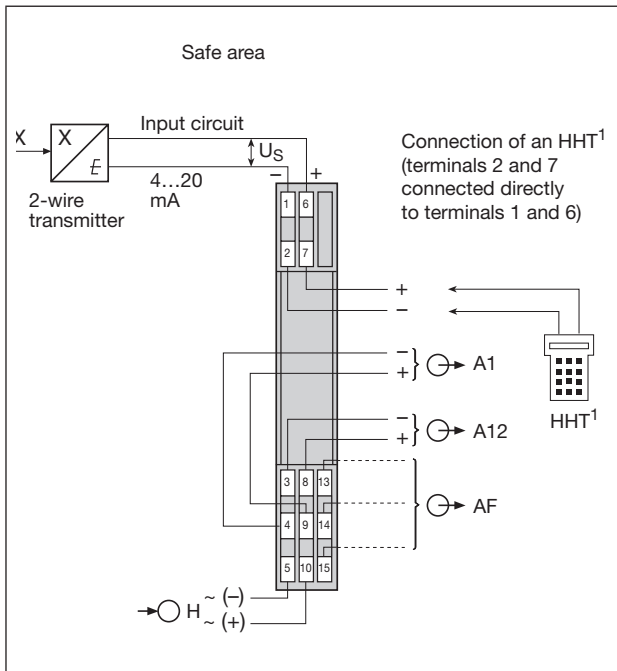 Safe area
X
X
E
Input circuit
U_S
– +
4...20
mA
2-wire
transmitter
Connection of an HHT¹
(terminals 2 and 7
connected directly
to terminals 1 and 6)
1 6
2 7
+
–
–
+
A1
HHT¹
–
+
A12
3 8 13
4 9 14
AF
5 10 15
H ~ (–)
~ (+)